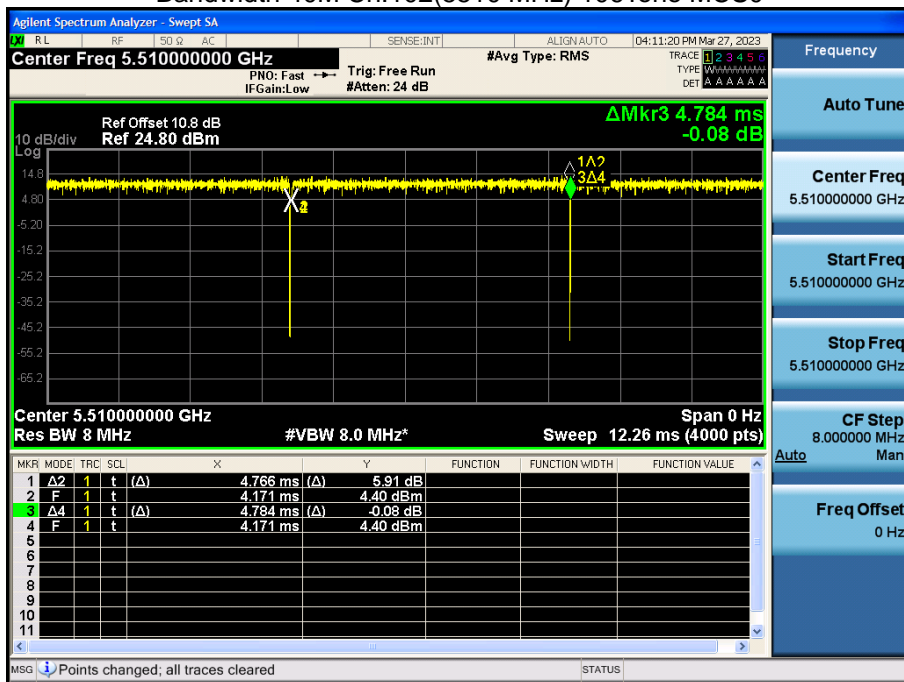 Agilent Spectrum Analyzer - Swept SA
LXI RL RF 50 Ω AC SENSE:INT ALIGN AUTO 04:11:20 PM Mar 27, 2023
Center Freq 5.510000000 GHz #Avg Type: RMS TRACE 1 2 3 4 5 6
PNO: Fast Trig: Free Run TYPE
IFGain:Low #Atten: 24 dB DET A A A A A A
Frequency
Auto Tune
Center Freq
5.510000000 GHz
Start Freq
5.510000000 GHz
Stop Freq
5.510000000 GHz
CF Step
8.000000 MHz
Auto Man
Freq Offset
0 Hz
ΔMkr3 4.784 ms
-0.08 dB
Ref Offset 10.8 dB
10 dB/div Ref 24.80 dBm
Log
14.8
4.80
-5.20
-15.2
-25.2
-35.2
-45.2
-55.2
-65.2
1Δ2
3Δ4
Center 5.510000000 GHz Span 0 Hz
Res BW 8 MHz #VBW 8.0 MHz* Sweep 12.26 ms (4000 pts)
MKR MODE TRC SCL X Y FUNCTION FUNCTION WIDTH FUNCTION VALUE
1 Δ2 1 t (Δ) 4.766 ms (Δ) 5.91 dB
2 F 1 t 4.171 ms 4.40 dBm
3 Δ4 1 t (Δ) 4.784 ms (Δ) -0.08 dB
4 F 1 t 4.171 ms 4.40 dBm
5
6
7
8
9
10
11
MSG Points changed; all traces cleared STATUS